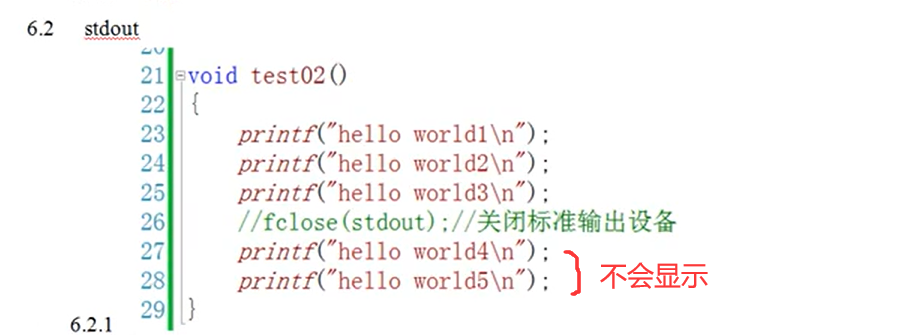 6.2 stdout
20
21 void test02()
22 {
23 printf("hello world1\n");
24 printf("hello world2\n");
25 printf("hello world3\n");
26 //fclose(stdout);//关闭标准输出设备
27 printf("hello world4\n");
28 printf("hello world5\n");
不会显示
29 }
6.2.1